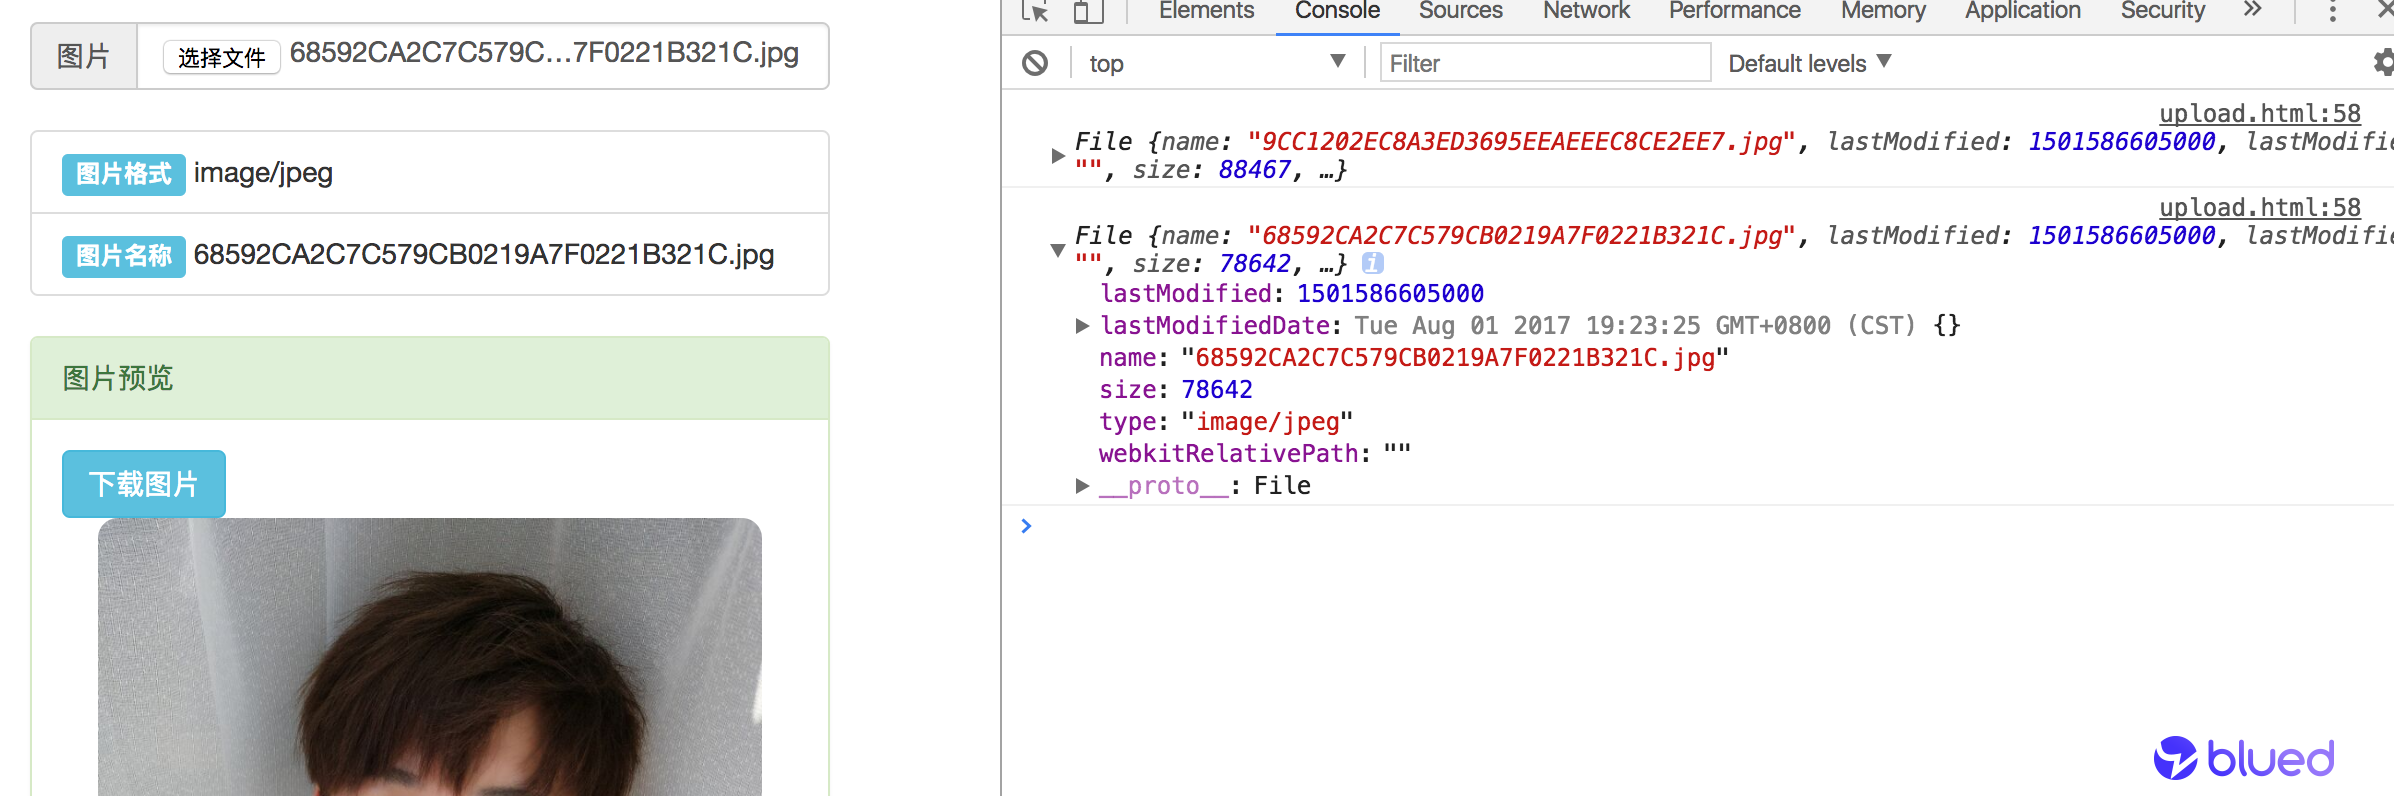 图片 选择文件 68592CA2C7C579C...7F0221B321C.jpg
图片格式 image/jpeg
图片名称 68592CA2C7C579CB0219A7F0221B321C.jpg
图片预览
下载图片
Elements Console Sources Network Performance Memory Application Security »
top Filter Default levels
upload.html:58
File {name: "9CC1202EC8A3ED3695EEAEEEC8CE2EE7.jpg", lastModified: 1501586605000, lastModifie
"", size: 88467, …}
upload.html:58
File {name: "68592CA2C7C579CB0219A7F0221B321C.jpg", lastModified: 1501586605000, lastModifie
"", size: 78642, …} i
lastModified: 1501586605000
lastModifiedDate: Tue Aug 01 2017 19:23:25 GMT+0800 (CST) {}
name: "68592CA2C7C579CB0219A7F0221B321C.jpg"
size: 78642
type: "image/jpeg"
webkitRelativePath: ""
__proto__: File
blued